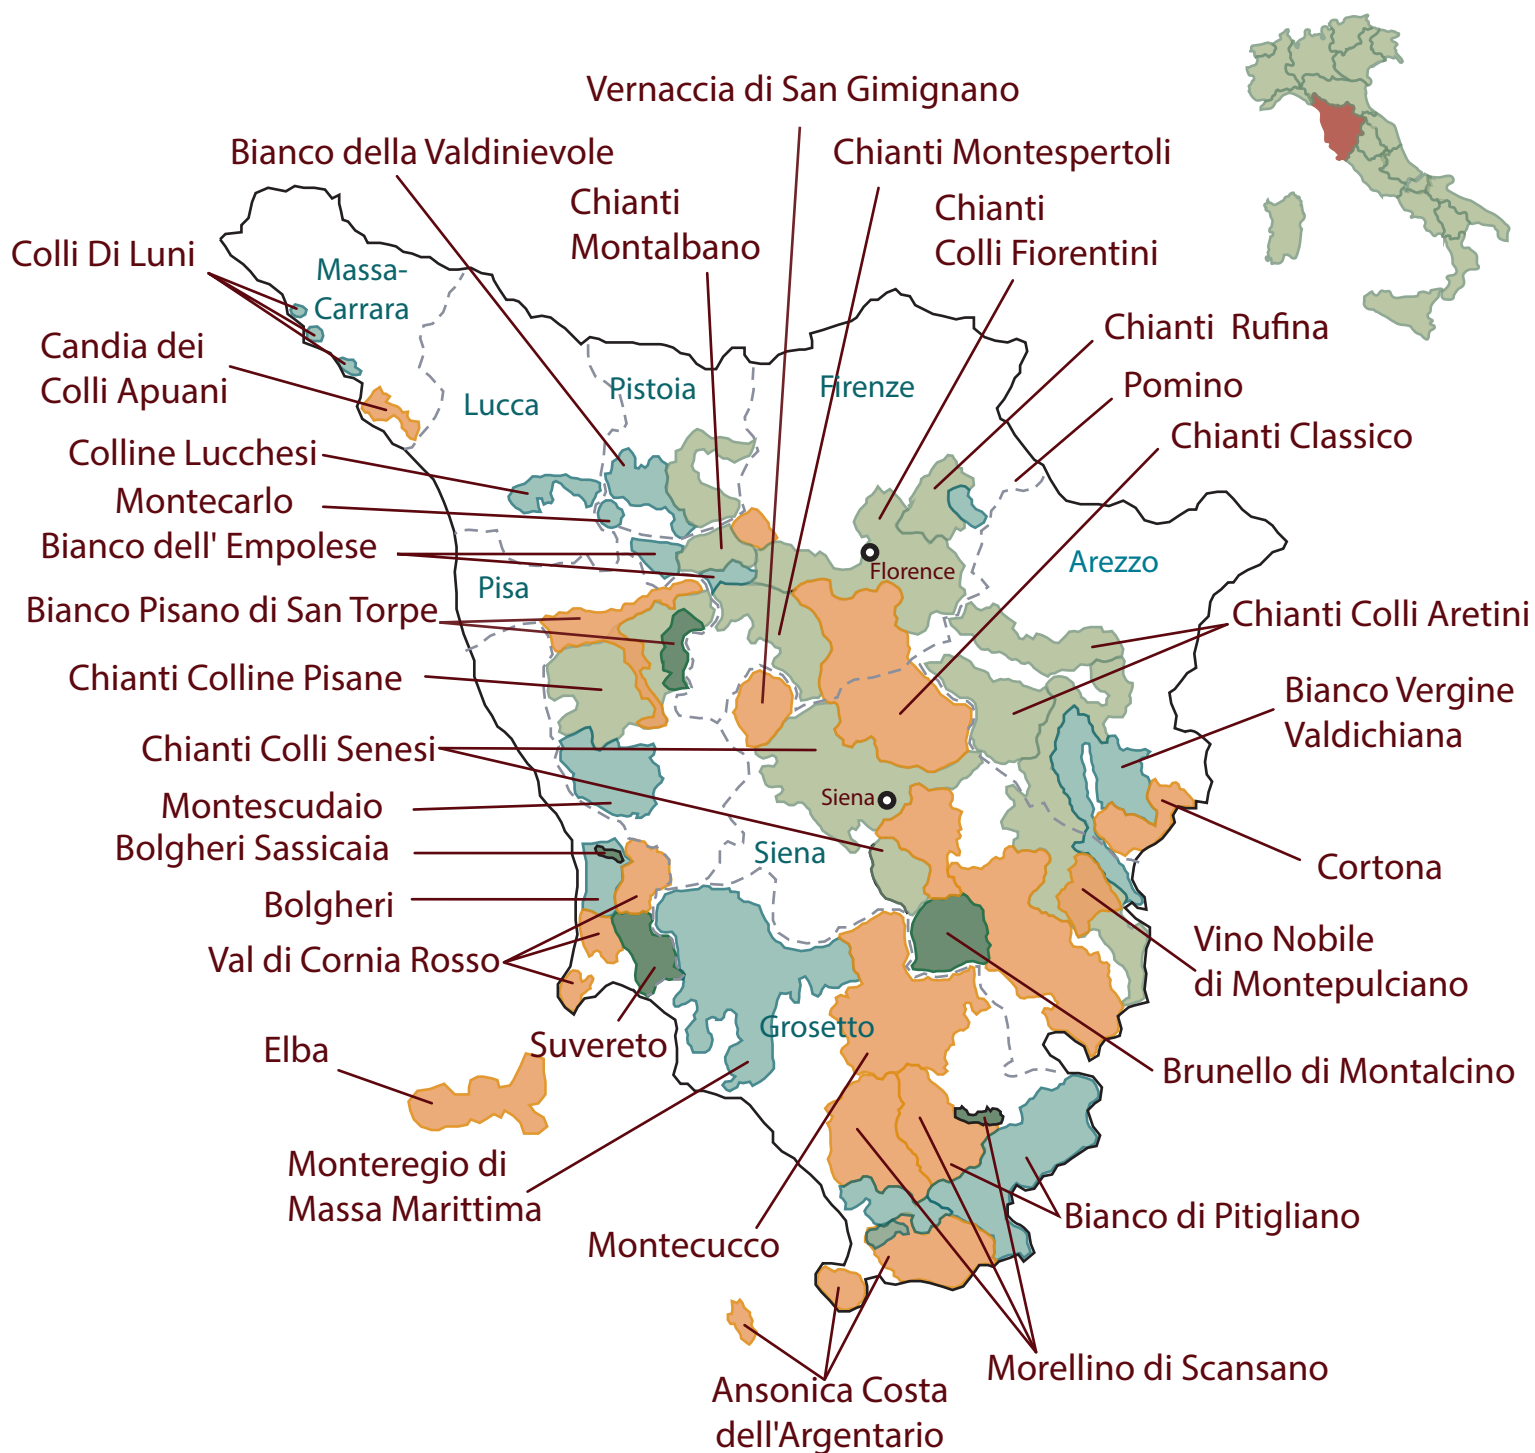 Vernaccia di San Gimignano
Bianco della Valdinievole
Chianti Montespertoli
Chianti
Montalbano
Chianti
Colli Fiorentini
Colli Di Luni
Massa-
Carrara
Candia dei
Colli Apuani
Chianti Rufina
Pomino
Lucca
Pistoia
Firenze
Chianti Classico
Colline Lucchesi
Montecarlo
Bianco dell' Empolese
Florence
Arezzo
Pisa
Bianco Pisano di San Torpe
Chianti Colli Aretini
Chianti Colline Pisane
Bianco Vergine
Valdichiana
Chianti Colli Senesi
Montescudaio
Siena
Bolgheri Sassicaia
Siena
Cortona
Bolgheri
Val di Cornia Rosso
Vino Nobile
di Montepulciano
Grosetto
Suvereto
Elba
Brunello di Montalcino
Monteregio di
Massa Marittima
Montecucco
Bianco di Pitigliano
Morellino di Scansano
Ansonica Costa
dell'Argentario